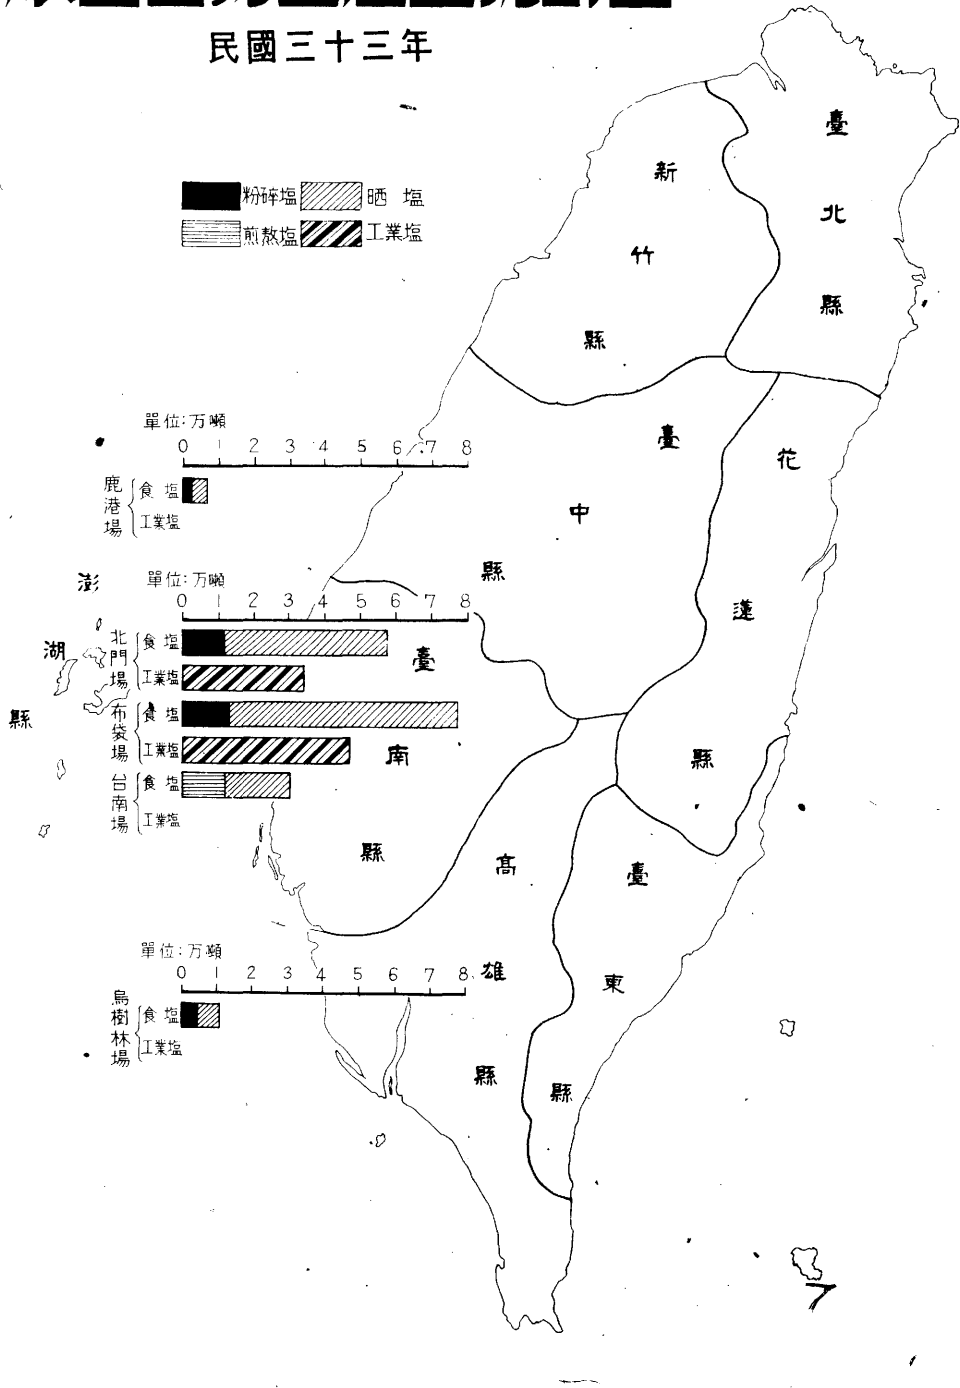 民國三十三年
粉碎塩 晒塩
煎熬塩 工業塩
臺北縣
新竹縣
臺中縣
花蓮縣
單位:万噸
0 1 2 3 4 5 6 7 8
鹿港場
食塩
工業塩
澎湖縣
單位:万噸
0 1 2 3 4 5 6 7 8
北門場
食塩
工業塩
布袋場
食塩
工業塩
台南場
食塩
工業塩
臺南縣
高雄縣
臺東縣
單位:万噸
0 1 2 3 4 5 6 7 8
烏樹林場
食塩
工業塩